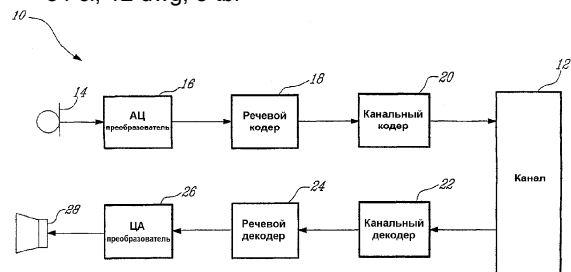 10
14
16
18
20
12
АЦ
преобразователь
Речевой
кодер
Канальный
кодер
Канал
28
26
24
22
ЦА
преобразователь
Речевой
декодер
Канальный
декодер